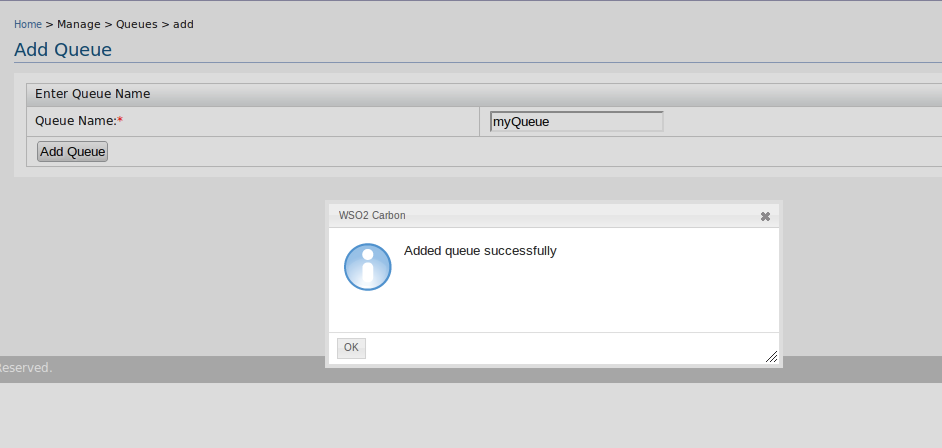 Home > Manage > Queues > add
Add Queue
Enter Queue Name
Queue Name:*
myQueue
Add Queue
WSO2 Carbon
Added queue successfully
OK
Reserved.